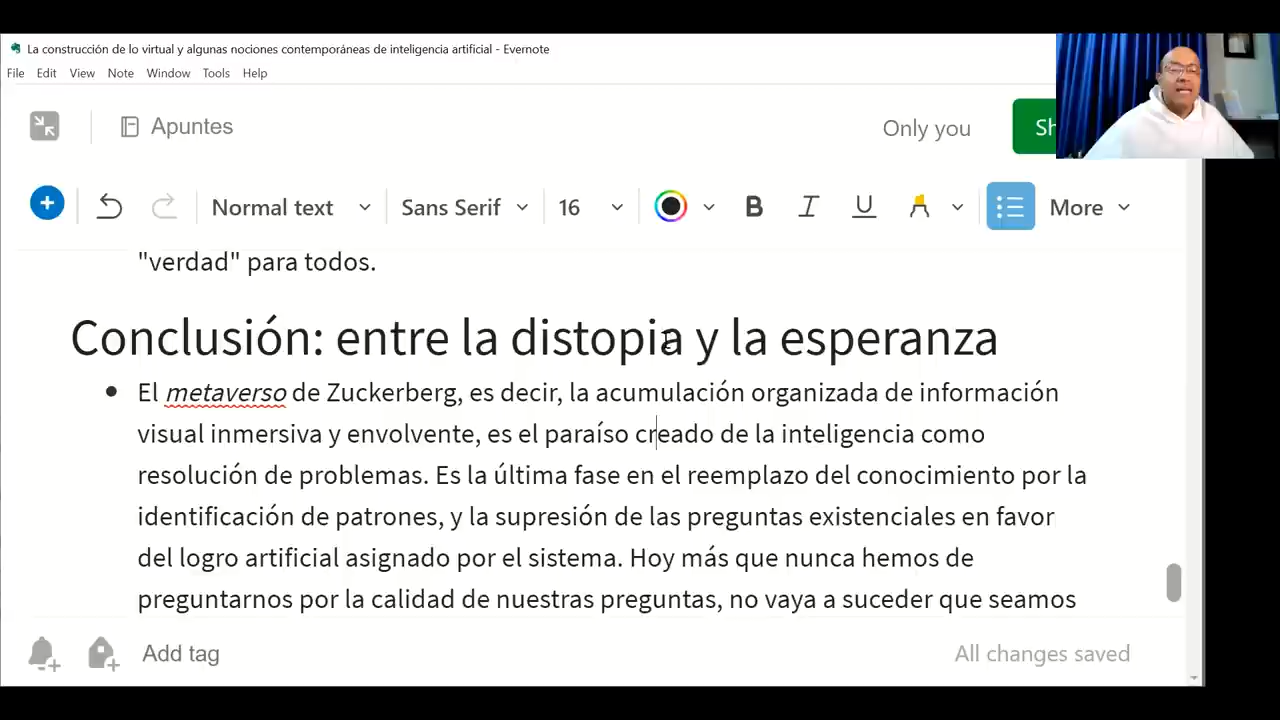 La construcción de lo virtual y algunas nociones contemporáneas de inteligencia artificial - Evernote
File Edit View Note Window Tools Help
Apuntes
Only you
Sh
Normal text
Sans Serif
16
B I U
More
"verdad" para todos.
Conclusión: entre la distopia y la esperanza
El metaverso de Zuckerberg, es decir, la acumulación organizada de información
visual inmersiva y envolvente, es el paraíso creado de la inteligencia como
resolución de problemas. Es la última fase en el reemplazo del conocimiento por la
identificación de patrones, y la supresión de las preguntas existenciales en favor
del logro artificial asignado por el sistema. Hoy más que nunca hemos de
preguntarnos por la calidad de nuestras preguntas, no vaya a suceder que seamos
Add tag
All changes saved